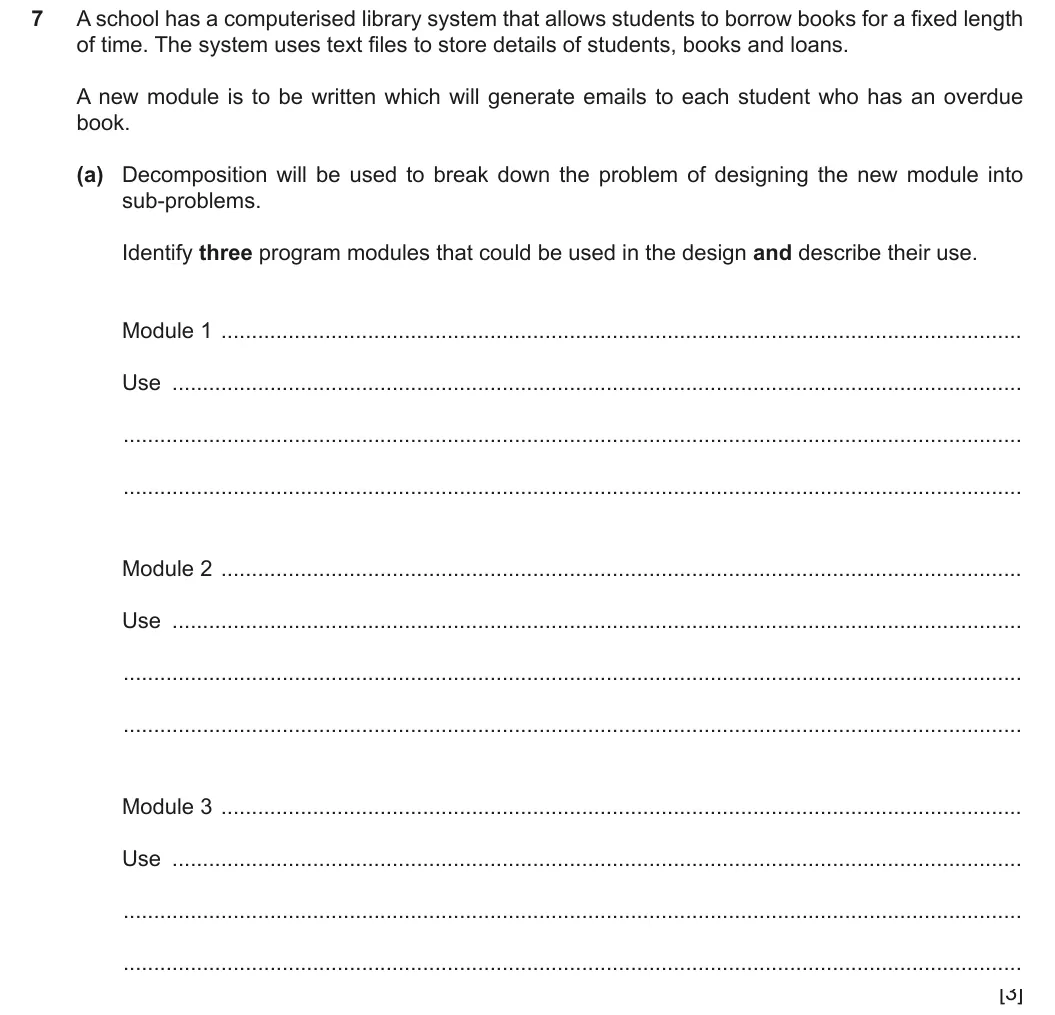 7 A school has a computerised library system that allows students to borrow books for a fixed length
of time. The system uses text files to store details of students, books and loans.
A new module is to be written which will generate emails to each student who has an overdue
book.
(a) Decomposition will be used to break down the problem of designing the new module into
sub-problems.
Identify three program modules that could be used in the design and describe their use.
Module 1 ....................................................................................................................................
Use ............................................................................................................................................
....................................................................................................................................................
....................................................................................................................................................
Module 2 ....................................................................................................................................
Use ............................................................................................................................................
....................................................................................................................................................
....................................................................................................................................................
Module 3 ....................................................................................................................................
Use ............................................................................................................................................
....................................................................................................................................................
....................................................................................................................................................
[3]